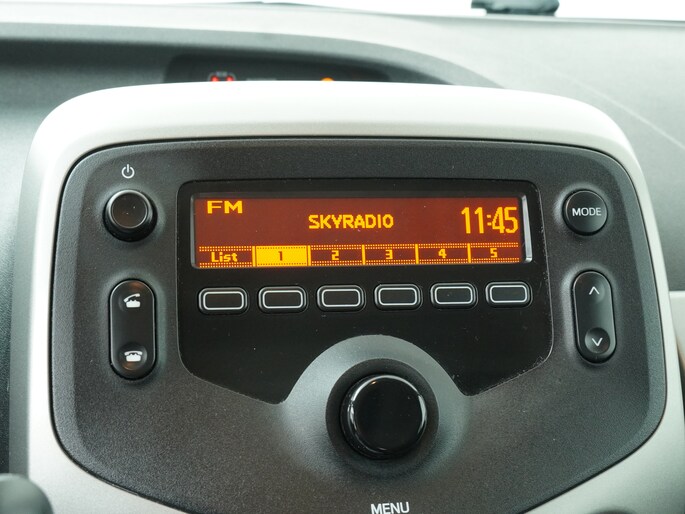 FM
SKYRADIO 11:45
List 1 2 3 4 5
MODE
MENU